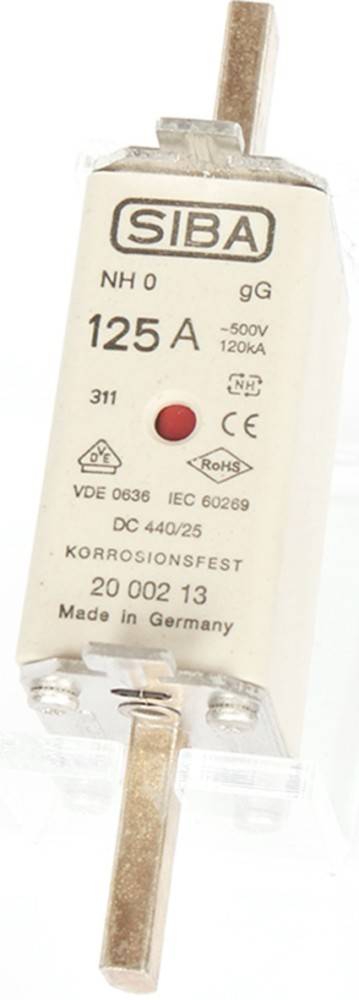 SIBA
NH 0 gG
125 A ~500V
120kA
NH
311 CE
VDE RoHS
VDE 0636 IEC 60269
DC 440/25
KORROSIONSFEST
20 002 13
Made in Germany